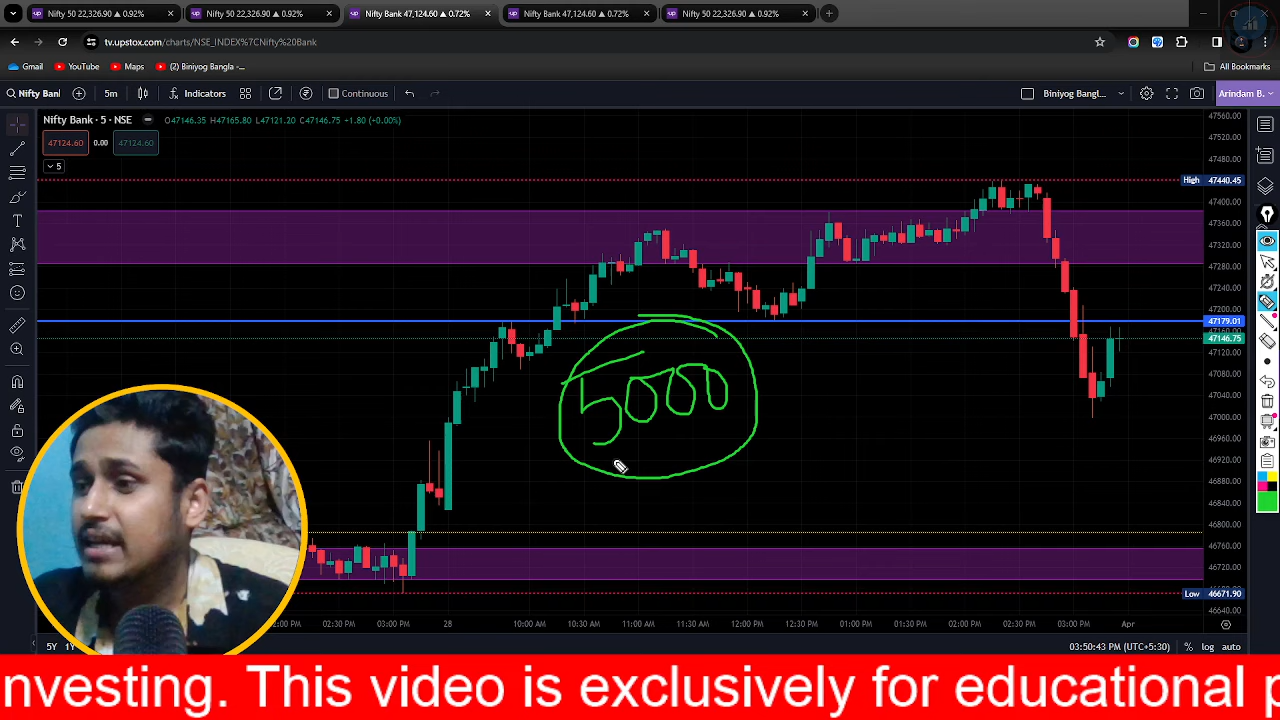 Nifty 50 22,326.90 ▲ 0.92%
Nifty 50 22,326.90 ▲ 0.92%
Nifty Bank 47,124.60 ▲ 0.72%
Nifty Bank 47,124.60 ▲ 0.72%
Nifty 50 22,326.90 ▲ 0.92%
tv.upstox.com/charts/NSE_INDEX%7CNifty%20Bank
Gmail YouTube Maps (2) Biniyog Bangla -... All Bookmarks
Nifty Banl 5m Indicators Continuous Biniyog Bangl... Arindam B.
Nifty Bank · 5 · NSE O47146.35 H47165.80 L47121.20 C47146.75 +1.80 (+0.00%)
47124.60 0.00 47124.60
5
47560.00
47520.00
47480.00
High 47440.45
47400.00
47360.00
47320.00
47280.00
47240.00
47200.00
47179.01
47160.00
47146.75
47120.00
47080.00
47040.00
47000.00
46960.00
46920.00
46880.00
46840.00
46800.00
46760.00
46720.00
Low 46671.90
46640.00
5000
02:30 PM 03:00 PM 28 10:00 AM 10:30 AM 11:00 AM 11:30 AM 12:00 PM 12:30 PM 01:00 PM 01:30 PM 02:00 PM 02:30 PM 03:00 PM Apr
5Y 1Y 03:50:43 PM (UTC+5:30) % log auto
nvesting. This video is exclusively for educational p